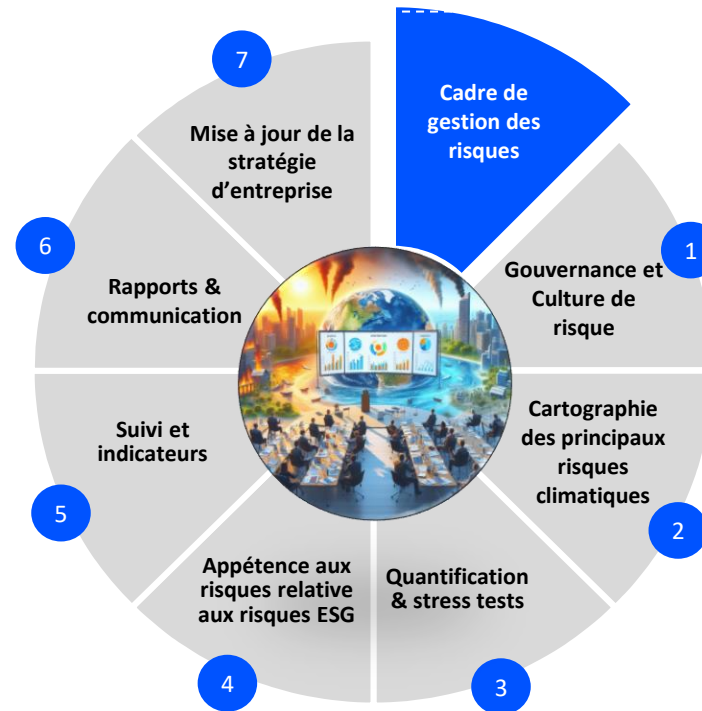 Cadre de
gestion des
risques
1
Gouvernance et
Culture de
risque
Cartographie
des principaux
risques
climatiques
2
Quantification
& stress tests
3
Appétence aux
risques relative
aux risques ESG
4
Suivi et
indicateurs
5
Rapports &
communication
6
7
Mise à jour de la
stratégie
d’entreprise